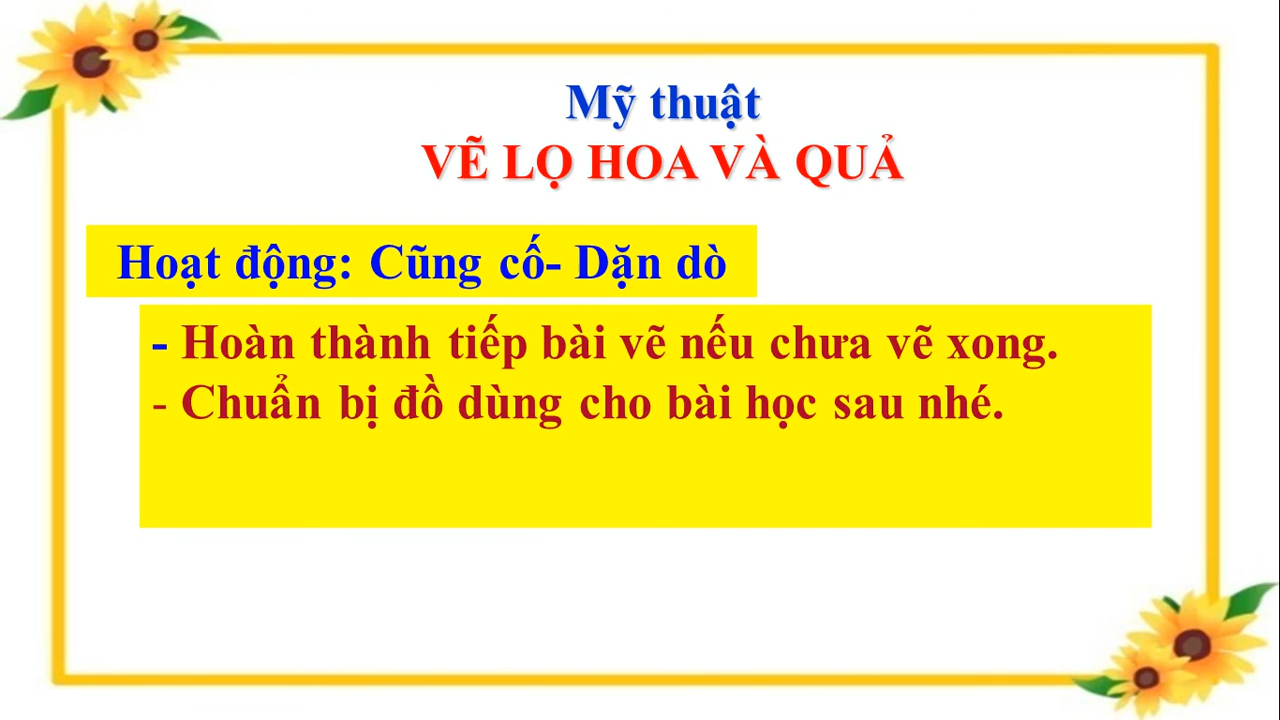 Mỹ thuật
VẼ LỌ HOA VÀ QUẢ
Hoạt động: Cũng cố- Dặn dò
- Hoàn thành tiếp bài vẽ nếu chưa vẽ xong.
- Chuẩn bị đồ dùng cho bài học sau nhé.